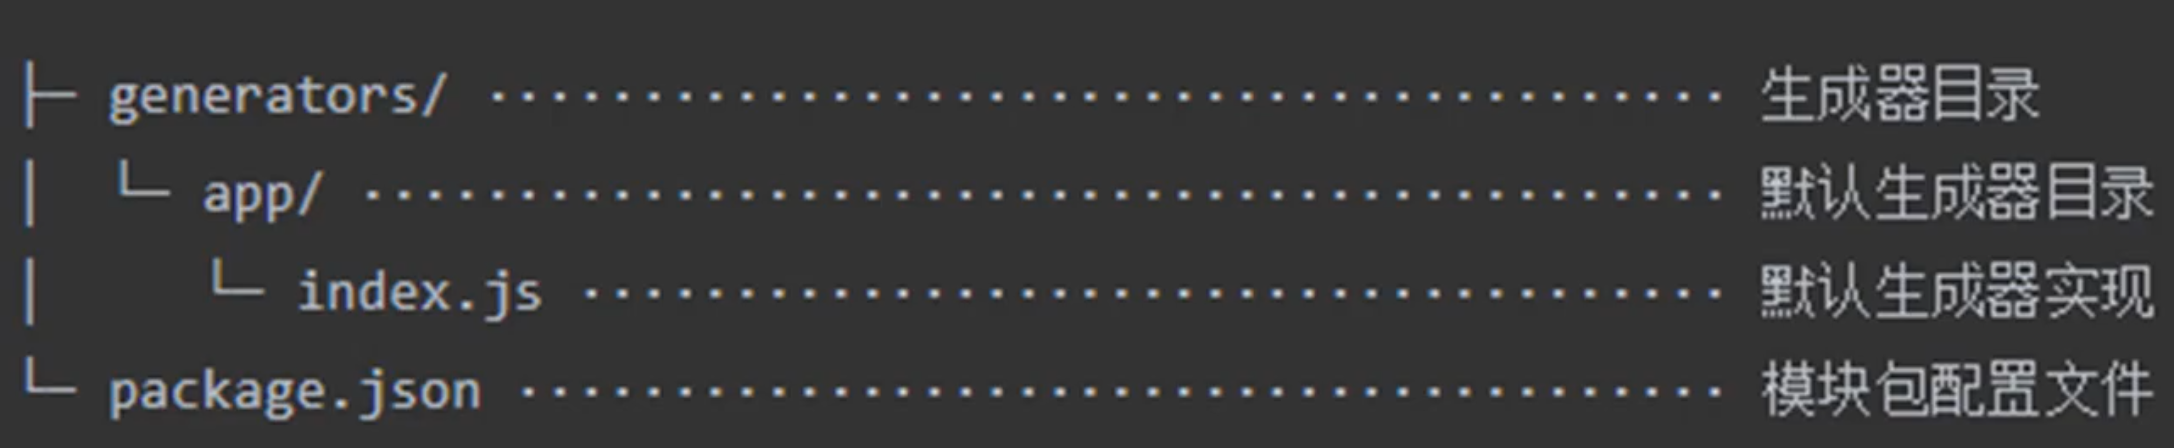 ├─ generators/ ········································ 生成器目录
│  └─ app/ ············································ 默认生成器目录
│     └─ index.js ····································· 默认生成器实现
└─ package.json ······································· 模块包配置文件